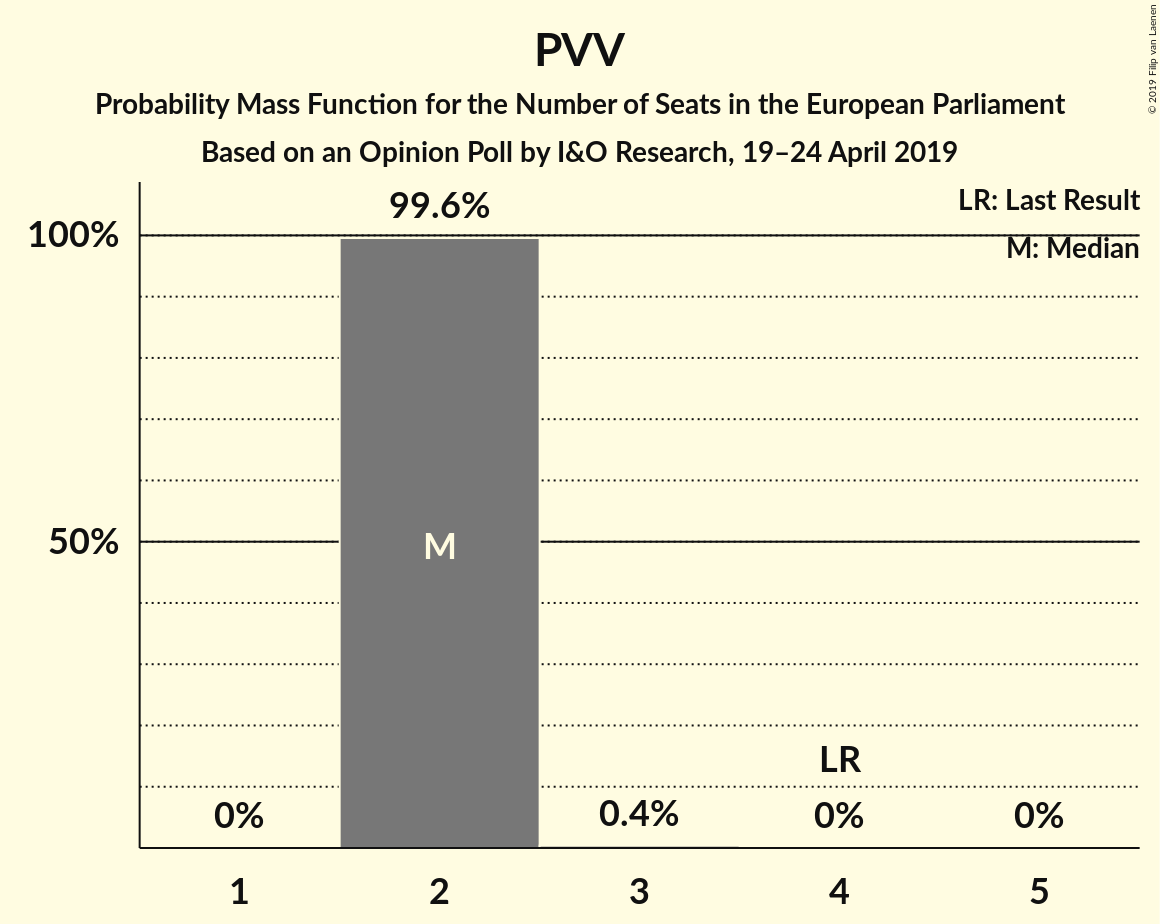 PVV
Probability Mass Function for the Number of Seats in the European Parliament
Based on an Opinion Poll by I&O Research, 19–24 April 2019
© 2019 Filip van Laenen
LR: Last Result
M: Median
99.6%
100%
50%
M
LR
0%
0.4%
0%
0%
1
2
3
4
5